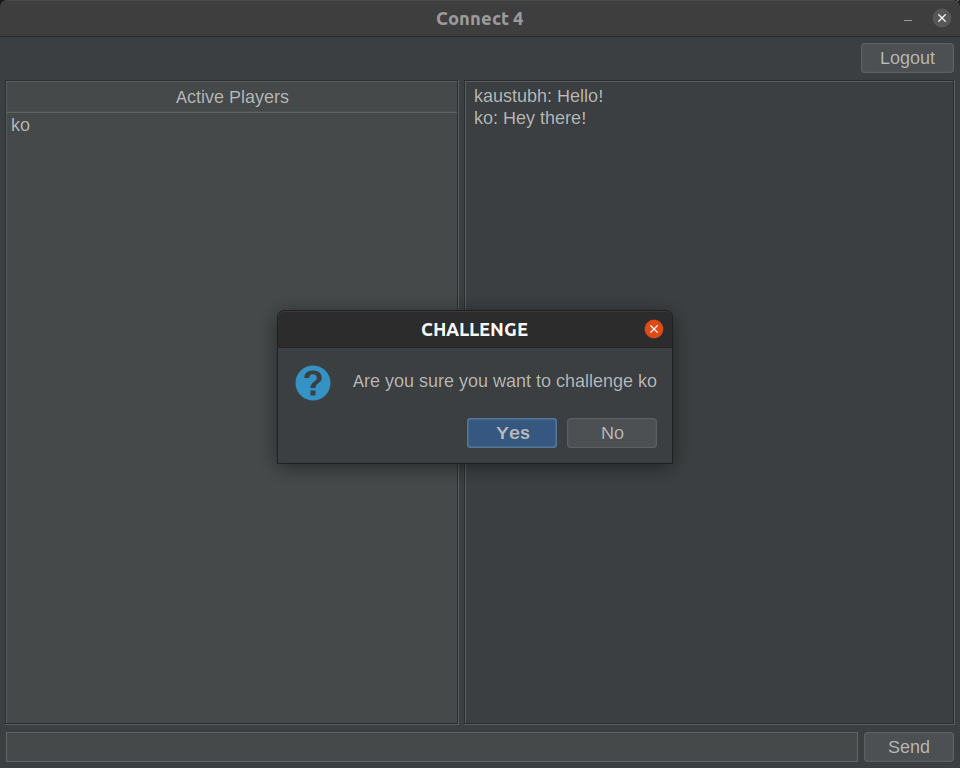 Connect 4
Logout
Active Players
ko
kaustubh: Hello!
ko: Hey there!
CHALLENGE
Are you sure you want to challenge ko
Yes
No
Send